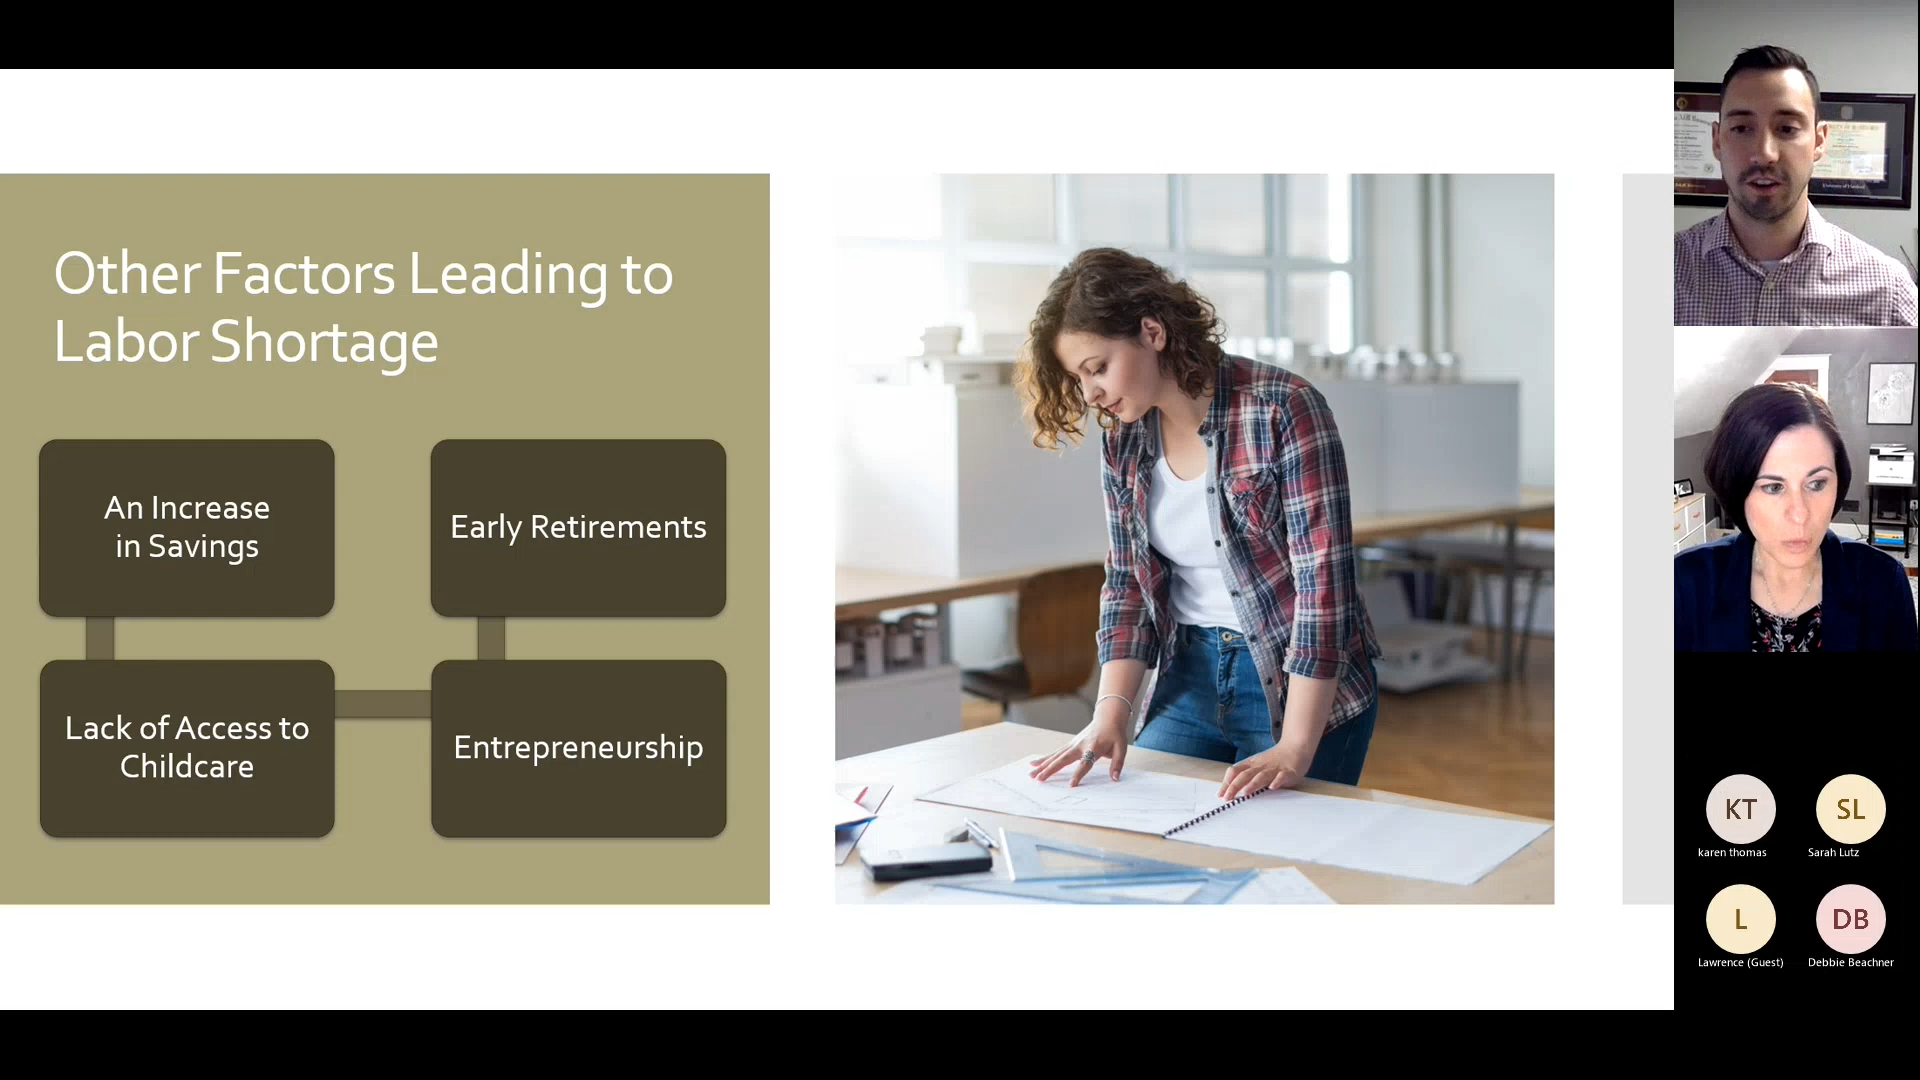 Other Factors Leading to
Labor Shortage
An Increase
in Savings
Early Retirements
Lack of Access to
Childcare
Entrepreneurship
KT
karen thomas
SL
Sarah Lutz
L
Lawrence (Guest)
DB
Debbie Beachner